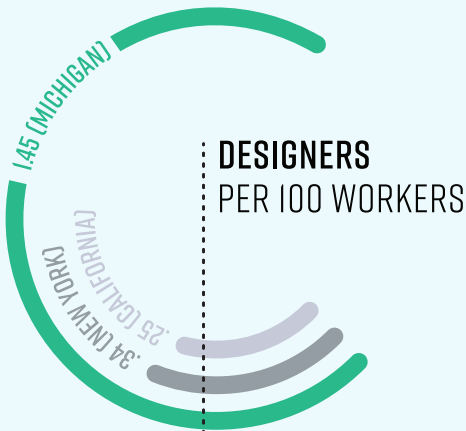 1.45 (MICHIGAN)
DESIGNERS
PER 100 WORKERS
.25 (CALIFORNIA)
.34 (NEW YORK)